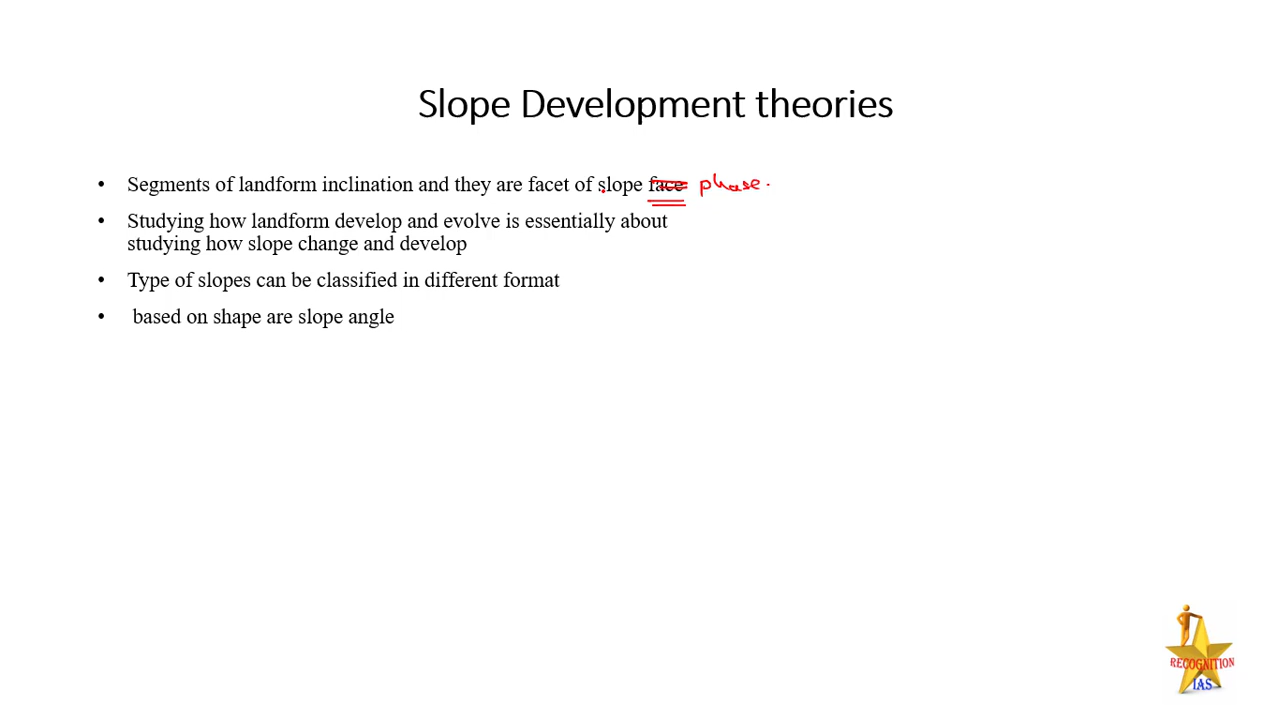 Slope Development theories
• Segments of landform inclination and they are facet of slope face phase.
• Studying how landform develop and evolve is essentially about
studying how slope change and develop
• Type of slopes can be classified in different format
• based on shape are slope angle
RECOGNITION
IAS